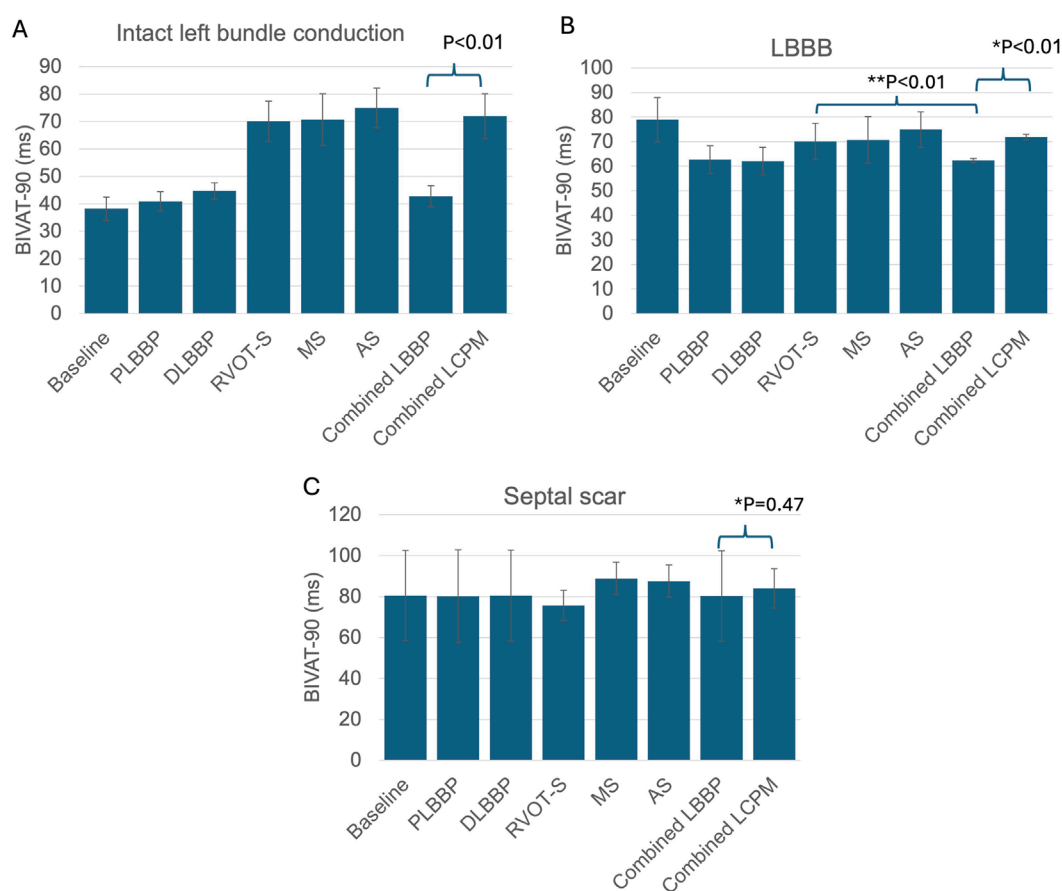 A
Intact left bundle conduction
P<0.01
BIVAT-90 (ms)
90
80
70
60
50
40
30
20
10
0
Baseline
PLBBP
DLBBP
RVOT-S
MS
AS
Combined LBBP
Combined LCPM
B
LBBB
*P<0.01
**P<0.01
BIVAT-90 (ms)
100
90
80
70
60
50
40
30
20
10
0
Baseline
PLBBP
DLBBP
RVOT-S
MS
AS
Combined LBBP
Combined LCPM
C
Septal scar
*P=0.47
BIVAT-90 (ms)
120
100
80
60
40
20
0
Baseline
PLBBP
DLBBP
RVOT-S
MS
AS
Combined LBBP
Combined LCPM